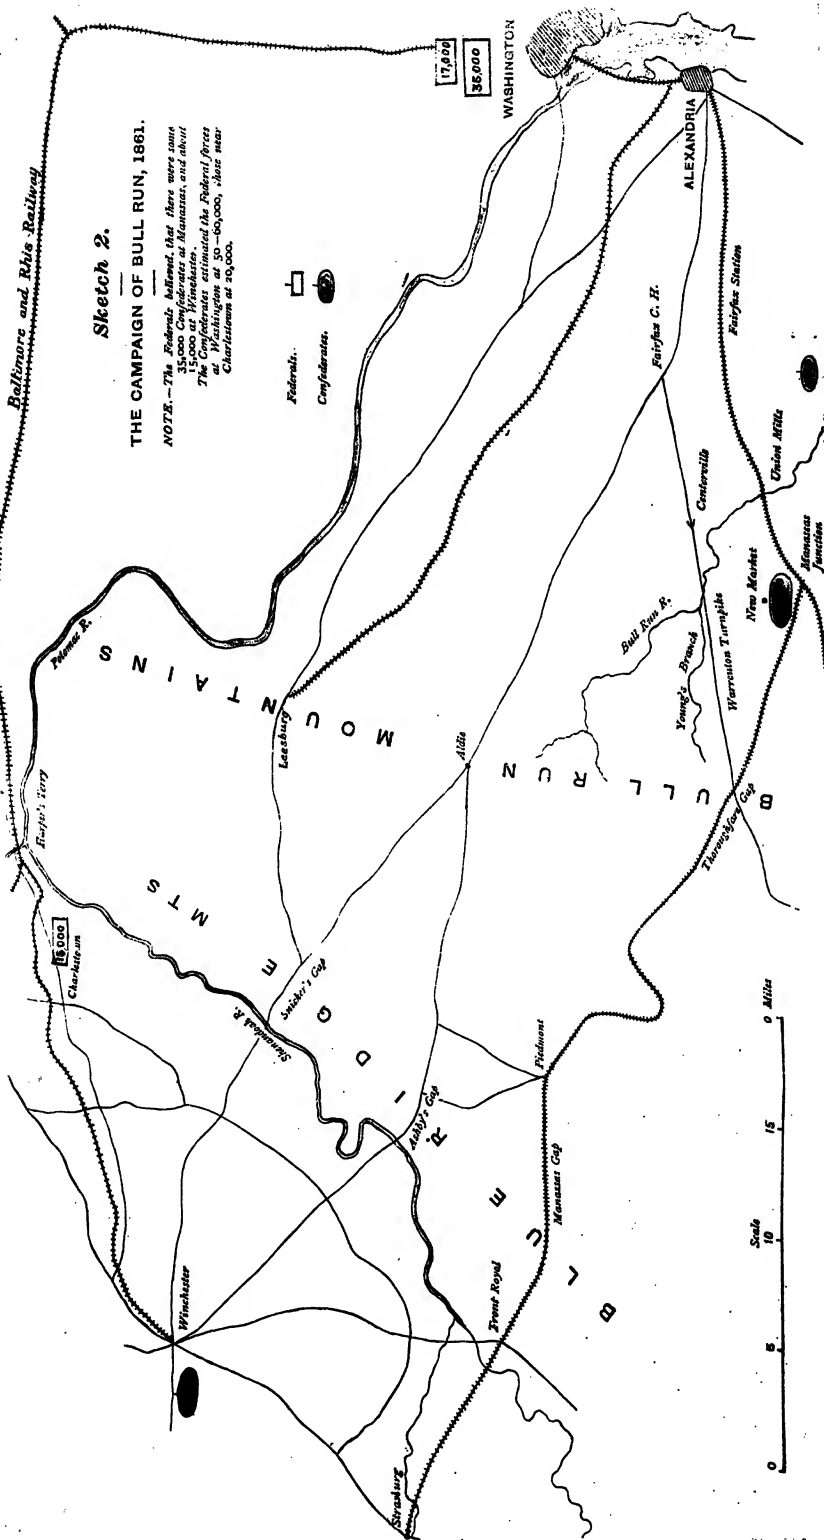 Baltimore and Rhio Railway
Sketch 2.
THE CAMPAIGN OF BULL RUN, 1861.
NOTE.—The Federals believed, that there were some
35,000 Confederates at Manassas, and about
15,000 at Winchester.
The Confederates estimated the Federal forces
at Washington at 50—60,000, those near
Charlestown at 20,000.
Federals.
Confederates.
17,000
35,000
WASHINGTON
ALEXANDRIA
Potomac R.
Harper's Ferry
15,000
Charlestown
MTS
Leesburg
MOUNTAINS
Winchester
Shenandoah R.
Snicker's Gap
Aldie
Fairfax C. H.
Fairfax Station
Ashby's Gap
BULL RUN
Bull Run R.
Young's Branch
Centerville
Warrenton Turnpike
New Market
Union Mills
Manassas
Junction
Thoroughfare Gap
Piedmont
Manassas Gap
Front Royal
Strasburg
BLUE RIDGE
Scale
0 5 10 15 0 Miles